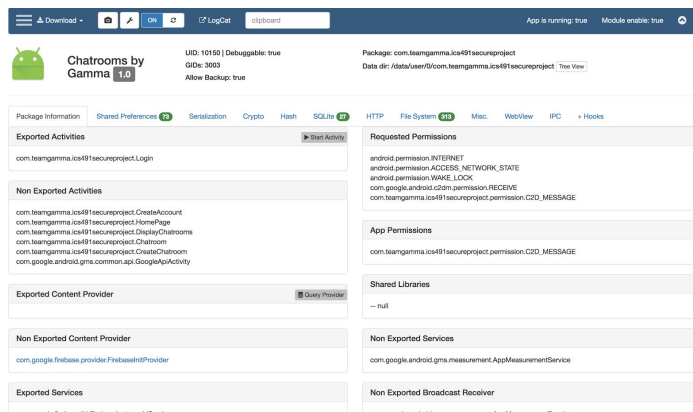 Download
ON
LogCat
clipboard
App is running: true
Module enable: true
Chatrooms by
Gamma 1.0
UID: 10150 | Debuggable: true
GIDs: 3003
Allow Backup: true
Package: com.teamgamma.ics491secureproject
Data dir: /data/user/0/com.teamgamma.ics491secureproject Tree View
Package Information
Shared Preferences 73
Serialization
Crypto
Hash
SQLite 27
HTTP
File System 313
Misc.
WebView
IPC
+ Hooks
Exported Activities
Start Activity
com.teamgamma.ics491secureproject.Login
Non Exported Activities
com.teamgamma.ics491secureproject.CreateAccount
com.teamgamma.ics491secureproject.HomePage
com.teamgamma.ics491secureproject.DisplayChatrooms
com.teamgamma.ics491secureproject.Chatroom
com.teamgamma.ics491secureproject.CreateChatroom
com.google.android.gms.common.api.GoogleApiActivity
Exported Content Provider
Query Provider
Non Exported Content Provider
com.google.firebase.provider.FirebaseInitProvider
Exported Services
Requested Permissions
android.permission.INTERNET
android.permission.ACCESS_NETWORK_STATE
android.permission.WAKE_LOCK
com.google.android.c2dm.permission.RECEIVE
com.teamgamma.ics491secureproject.permission.C2D_MESSAGE
App Permissions
com.teamgamma.ics491secureproject.permission.C2D_MESSAGE
Shared Libraries
-- null
Non Exported Services
com.google.android.gms.measurement.AppMeasurementService
Non Exported Broadcast Receiver